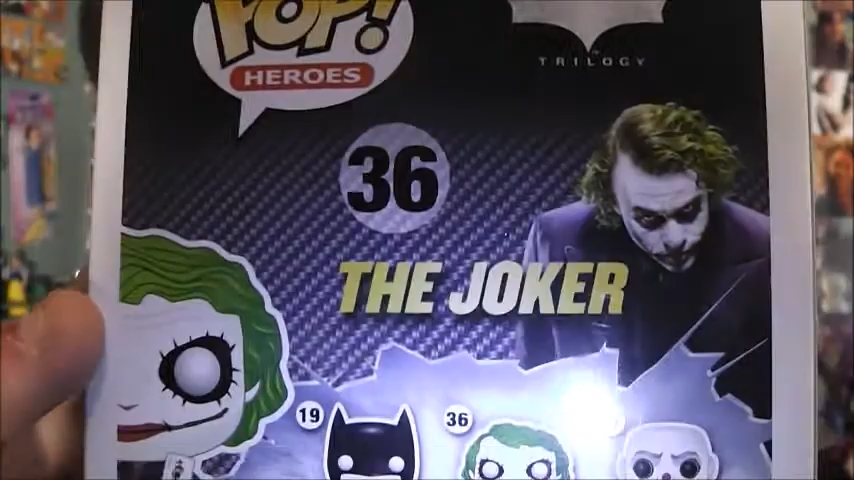 POP!
HEROES
TRILOGY
36
THE JOKER
19
36